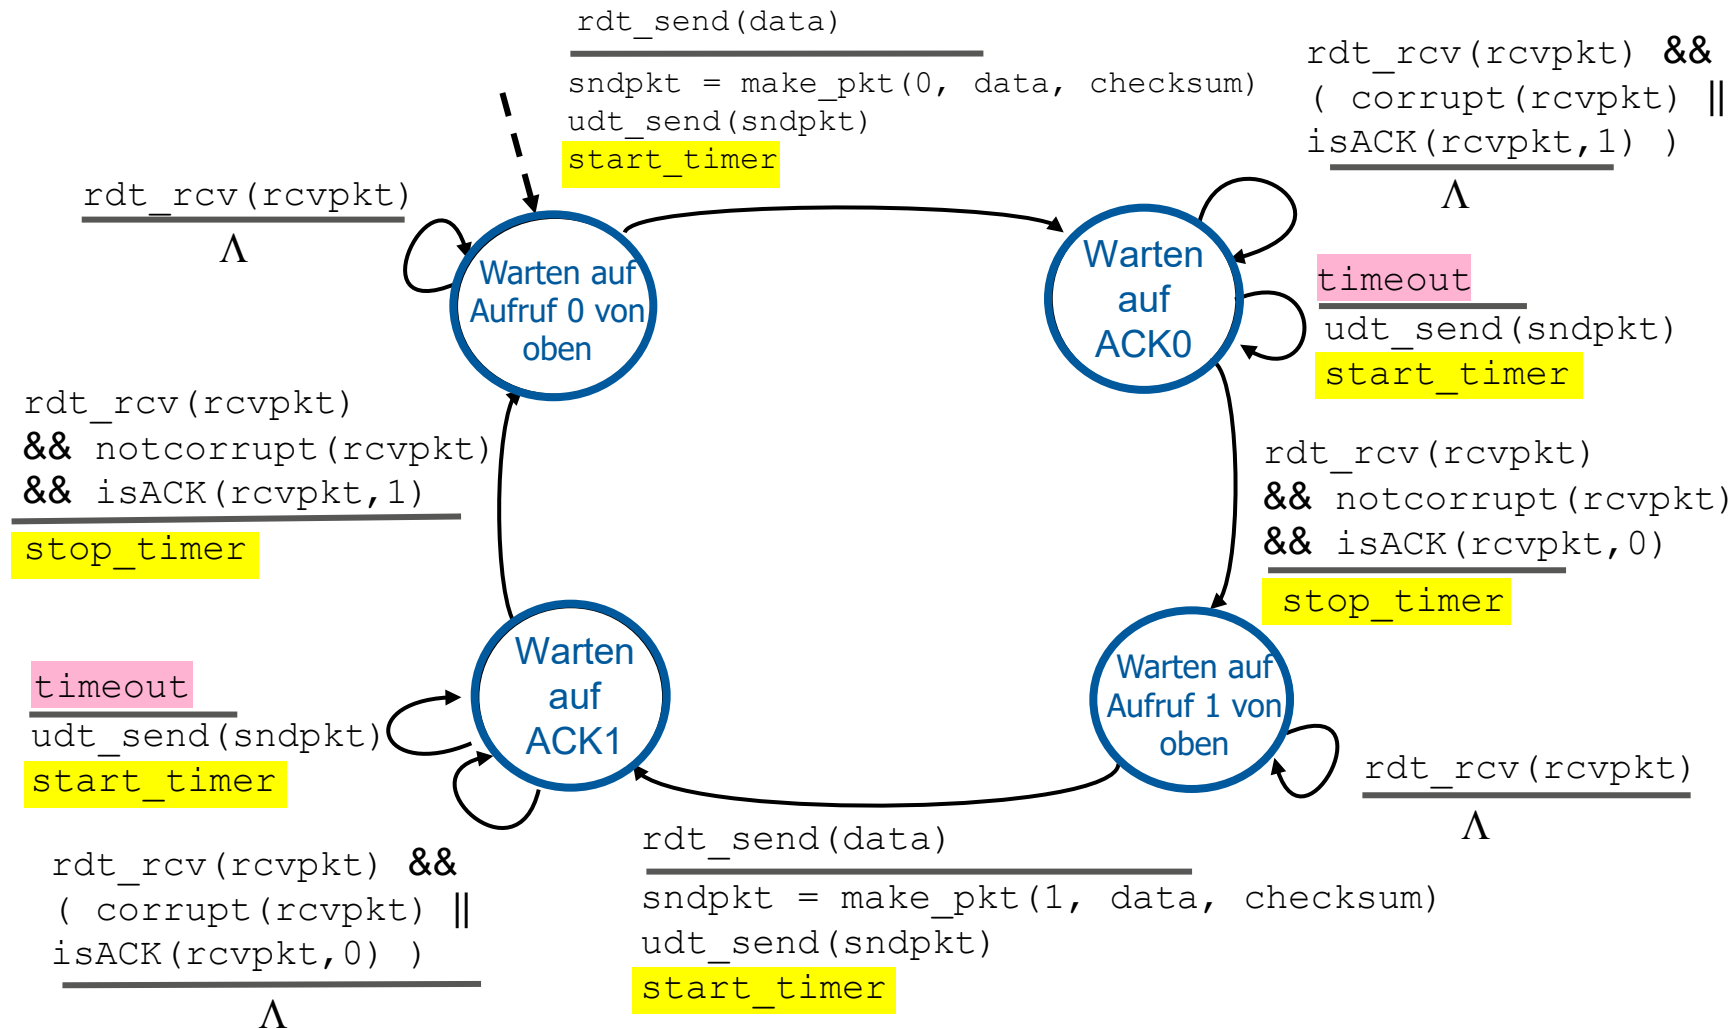 rdt_send(data)
sndpkt = make_pkt(0, data, checksum)
udt_send(sndpkt)
start_timer
rdt_rcv(rcvpkt) &&
( corrupt(rcvpkt) ||
isACK(rcvpkt,1) )
Λ
rdt_rcv(rcvpkt)
Λ
Warten auf
Aufruf 0 von
oben
Warten
auf
ACK0
timeout
udt_send(sndpkt)
start_timer
rdt_rcv(rcvpkt)
&& notcorrupt(rcvpkt)
&& isACK(rcvpkt,1)
stop_timer
rdt_rcv(rcvpkt)
&& notcorrupt(rcvpkt)
&& isACK(rcvpkt,0)
stop_timer
Warten
auf
ACK1
Warten auf
Aufruf 1 von
oben
timeout
udt_send(sndpkt)
start_timer
rdt_rcv(rcvpkt)
Λ
rdt_rcv(rcvpkt) &&
( corrupt(rcvpkt) ||
isACK(rcvpkt,0) )
Λ
rdt_send(data)
sndpkt = make_pkt(1, data, checksum)
udt_send(sndpkt)
start_timer